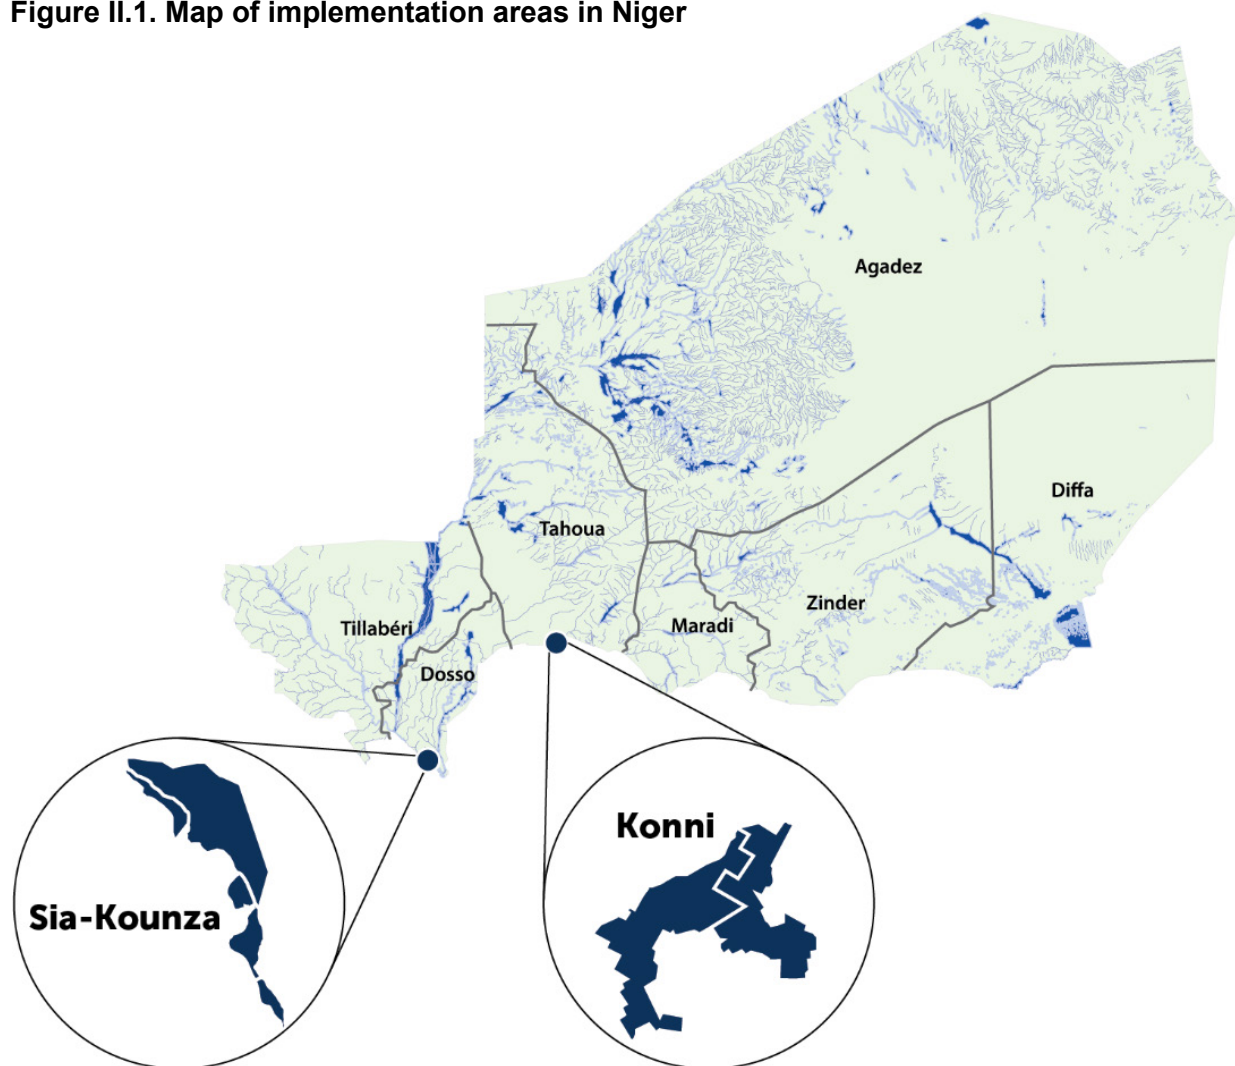 Figure II.1. Map of implementation areas in Niger
Agadez
Diffa
Tahoua
Zinder
Maradi
Tillabéri
Dosso
Konni
Sia-Kounza